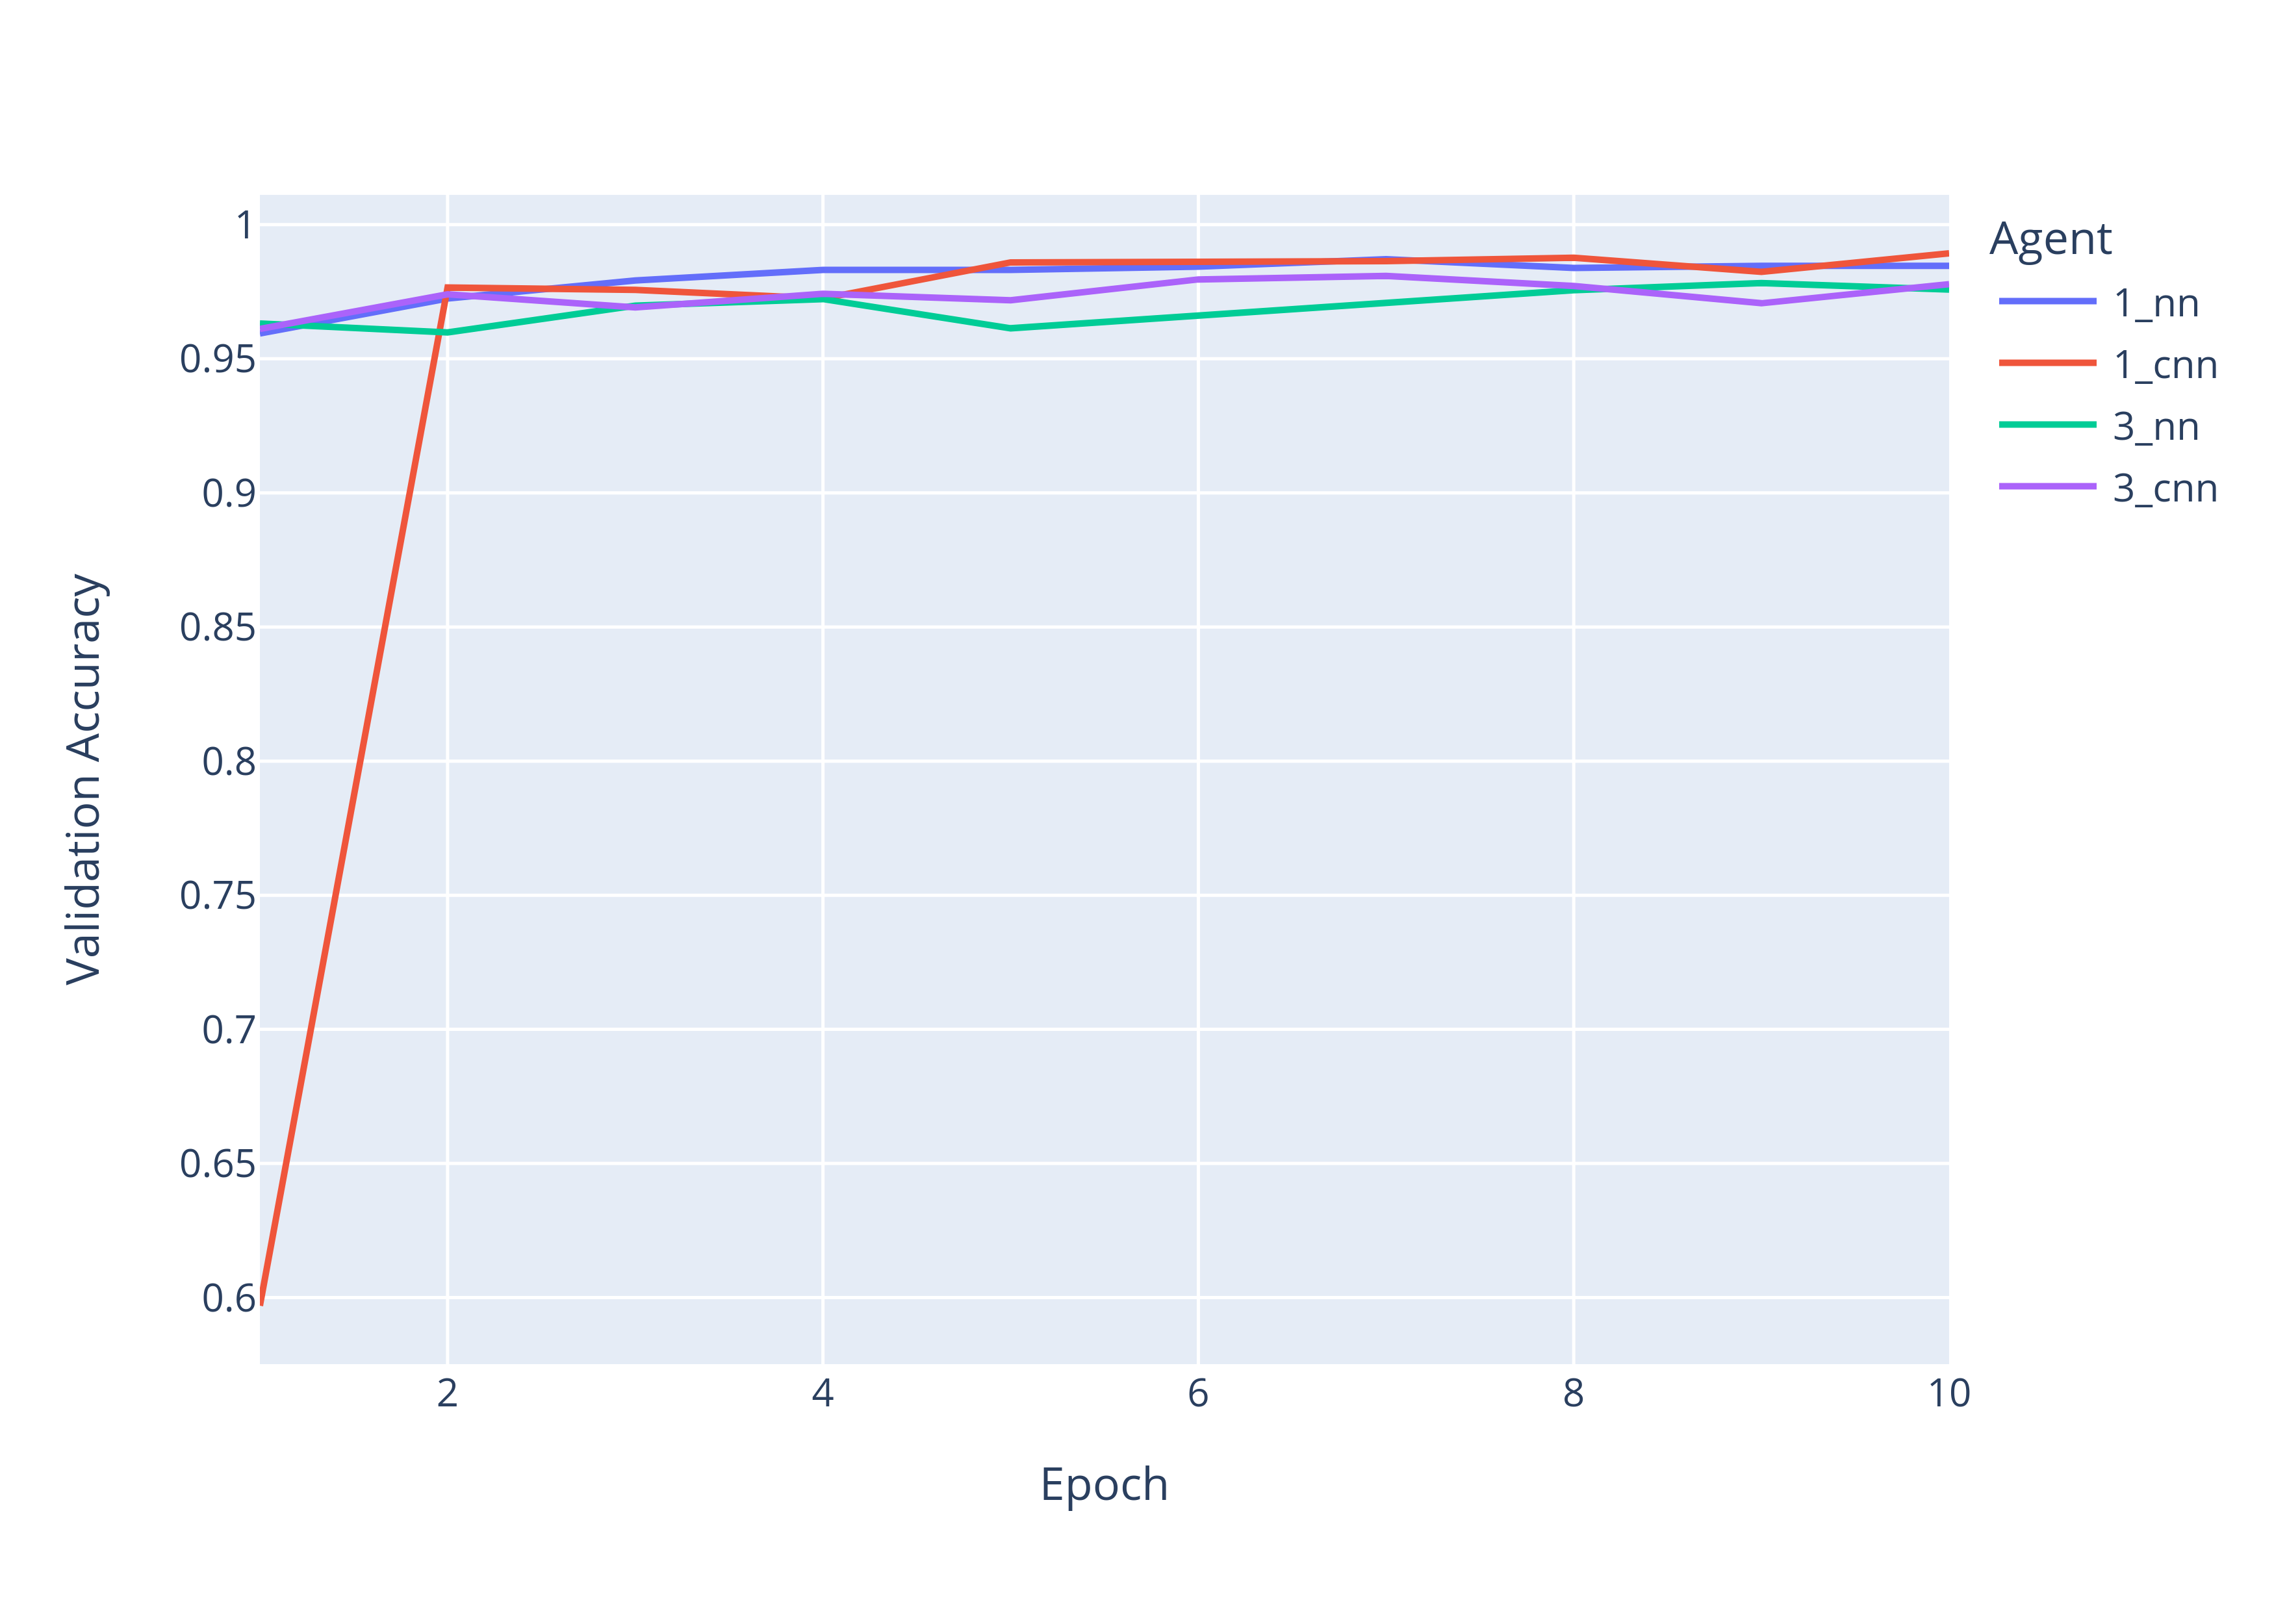 1
0.95
0.9
0.85
0.8
0.75
0.7
0.65
0.6
Validation Accuracy
2
4
6
8
10
Epoch
Agent
1_nn
1_cnn
3_nn
3_cnn